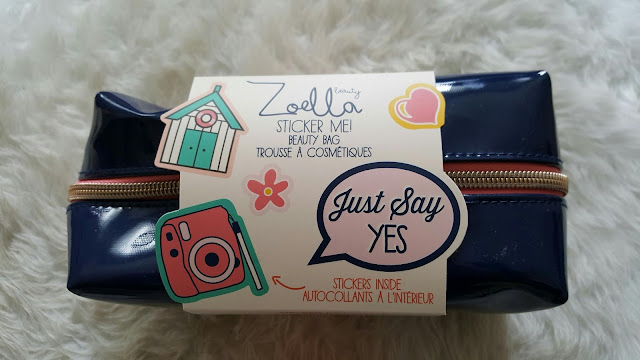 Zoella beauty
STICKER ME!
BEAUTY BAG
TROUSSE À COSMÉTIQUES
Just Say
YES
STICKERS INSIDE
AUTOCOLLANTS À L'INTÉRIEUR